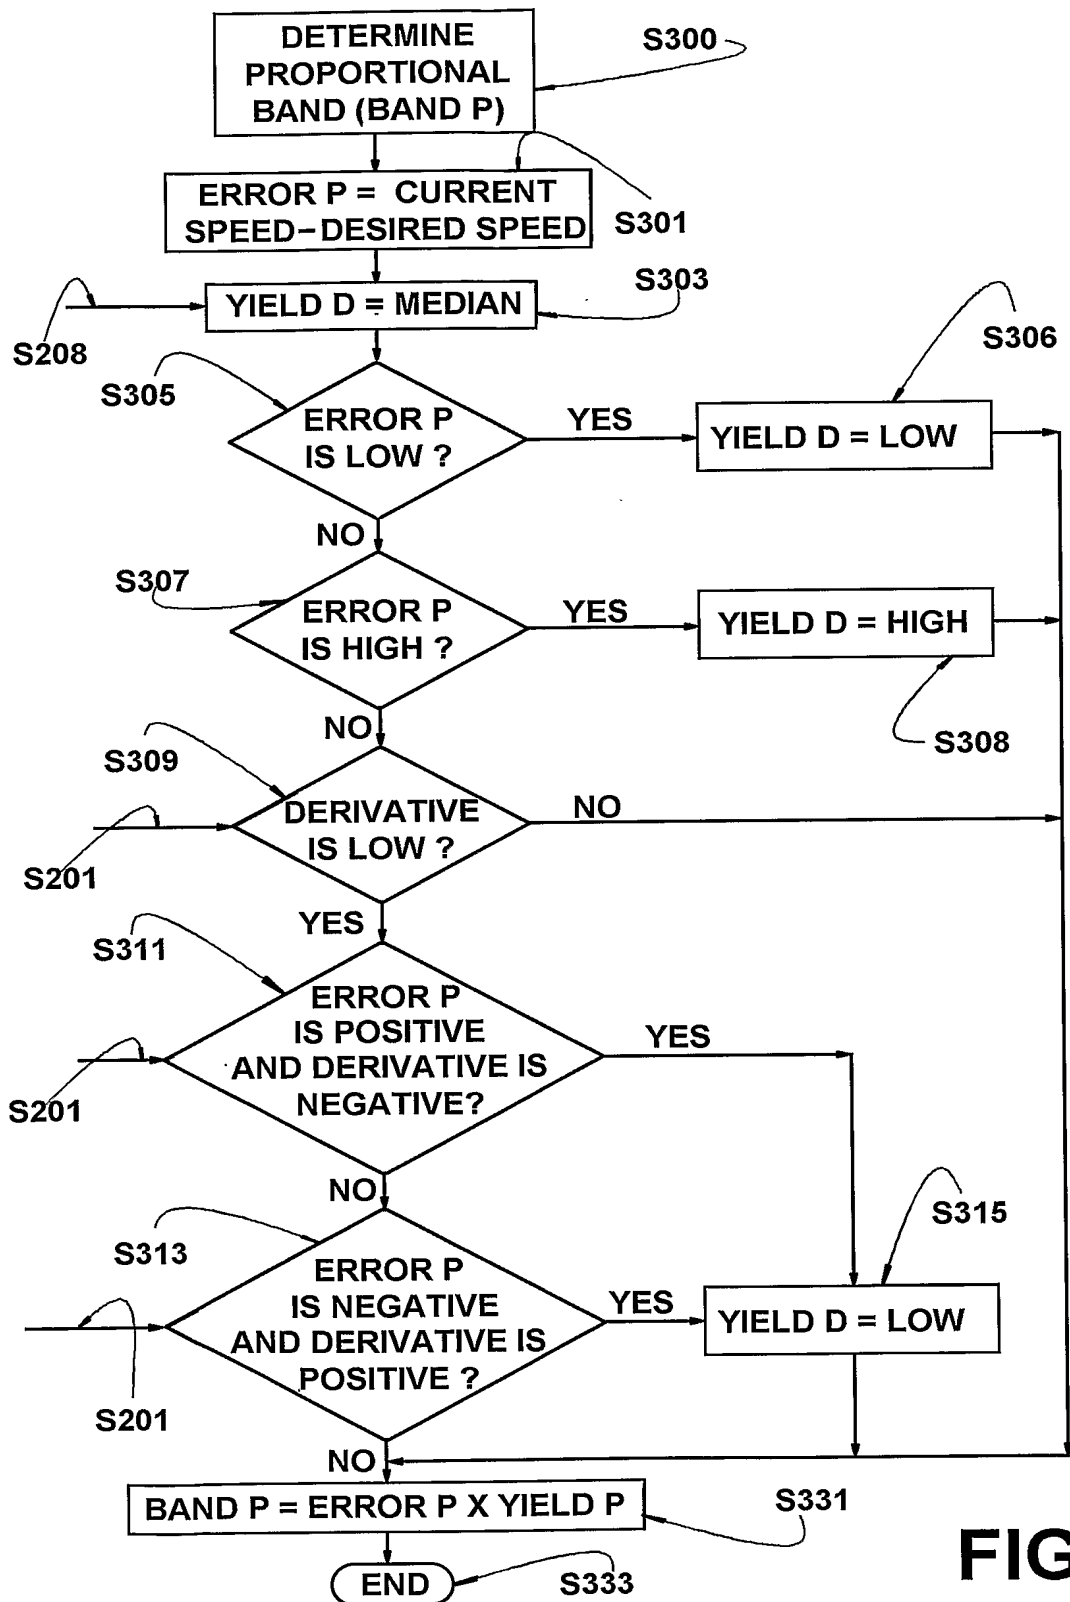 DETERMINE
PROPORTIONAL
BAND (BAND P)
S300
ERROR P = CURRENT
SPEED-DESIRED SPEED
S301
YIELD D = MEDIAN
S303
S208
S305
ERROR P
IS LOW ?
YES
YIELD D = LOW
S306
NO
S307
ERROR P
IS HIGH ?
YES
YIELD D = HIGH
S308
NO
S309
DERIVATIVE
IS LOW ?
NO
S201
YES
S311
ERROR P
IS POSITIVE
AND DERIVATIVE IS
NEGATIVE?
YES
S201
NO
S313
ERROR P
IS NEGATIVE
AND DERIVATIVE IS
POSITIVE ?
YES
YIELD D = LOW
S315
S201
NO
BAND P = ERROR P X YIELD P
S331
END
S333
FIG